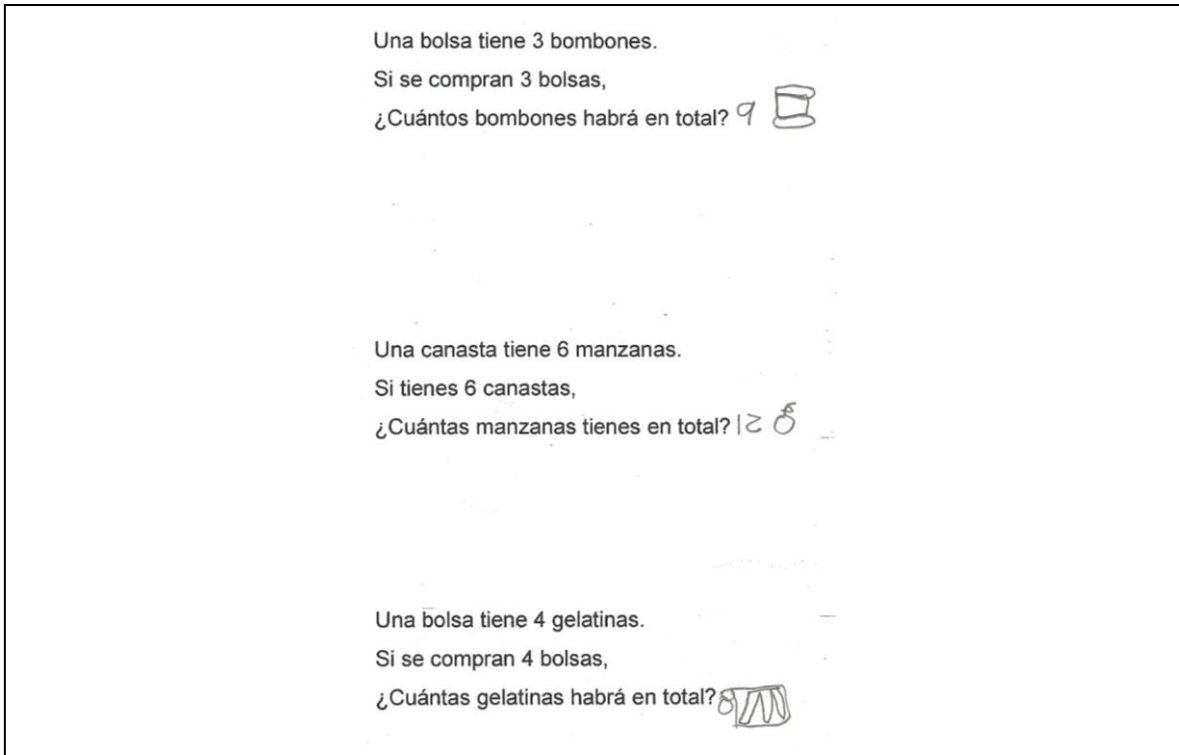 Una bolsa tiene 3 bombones.
Si se compran 3 bolsas,
¿Cuántos bombones habrá en total? 9
Una canasta tiene 6 manzanas.
Si tienes 6 canastas,
¿Cuántas manzanas tienes en total? 12
Una bolsa tiene 4 gelatinas.
Si se compran 4 bolsas,
¿Cuántas gelatinas habrá en total? 8